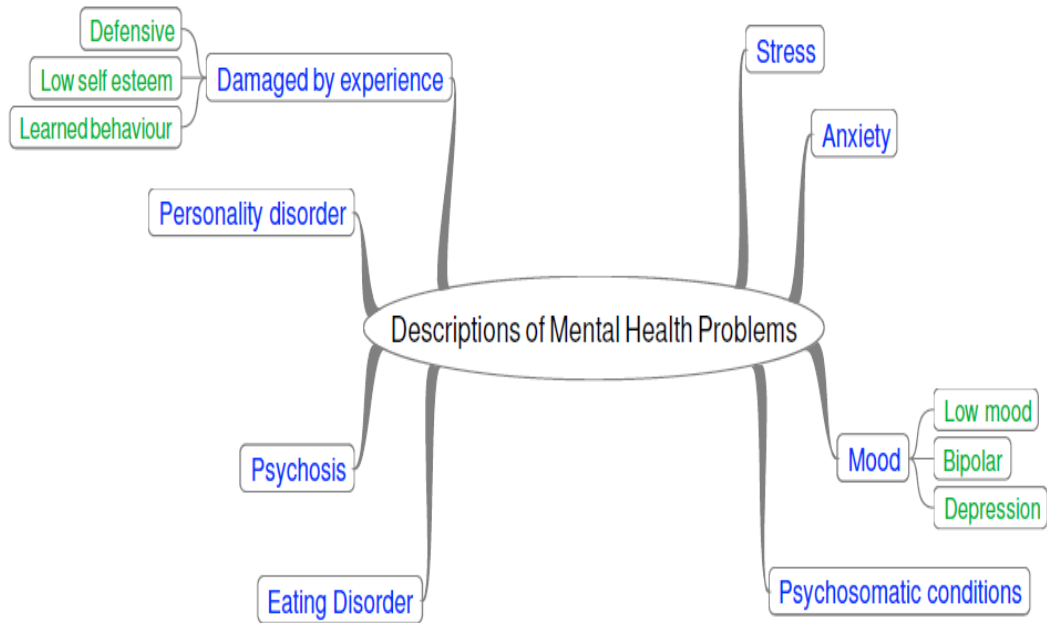 Defensive
Low self esteem
Learned behaviour
Damaged by experience
Personality disorder
Psychosis
Eating Disorder
Descriptions of Mental Health Problems
Stress
Anxiety
Mood
Low mood
Bipolar
Depression
Psychosomatic conditions